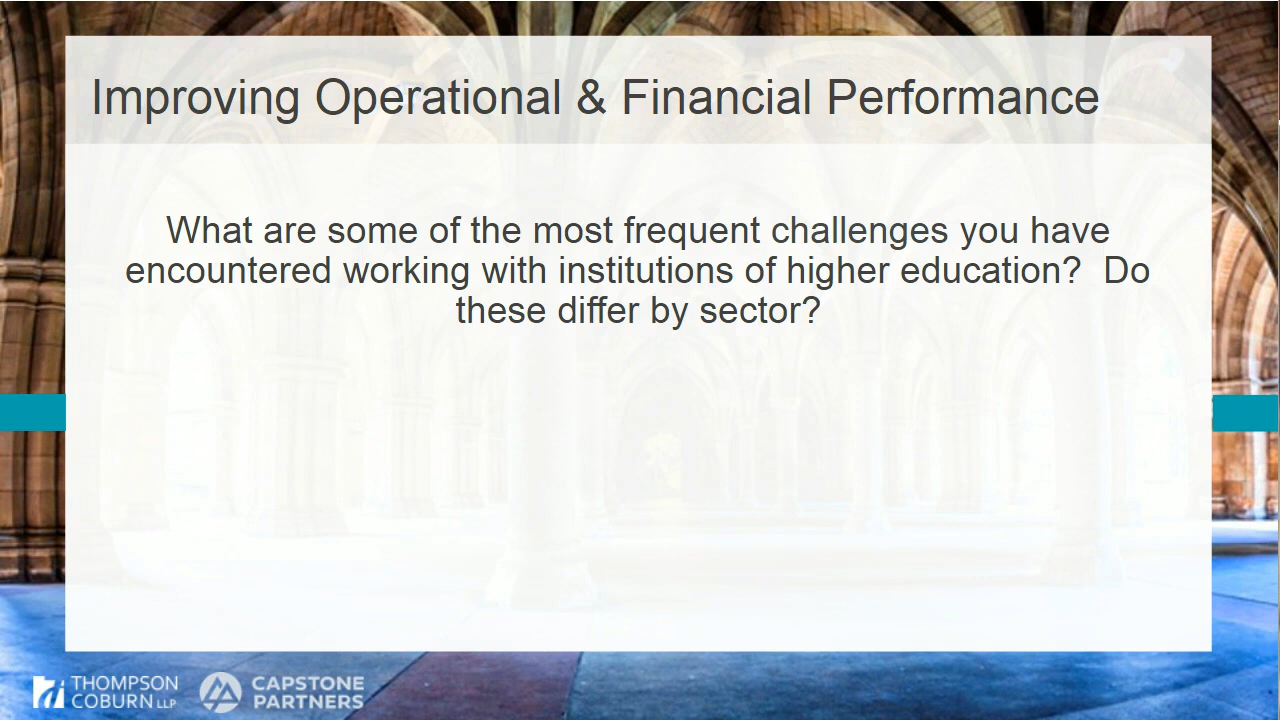 Improving Operational & Financial Performance
What are some of the most frequent challenges you have
encountered working with institutions of higher education?  Do
these differ by sector?
THOMPSON
COBURN LLP
CAPSTONE
PARTNERS